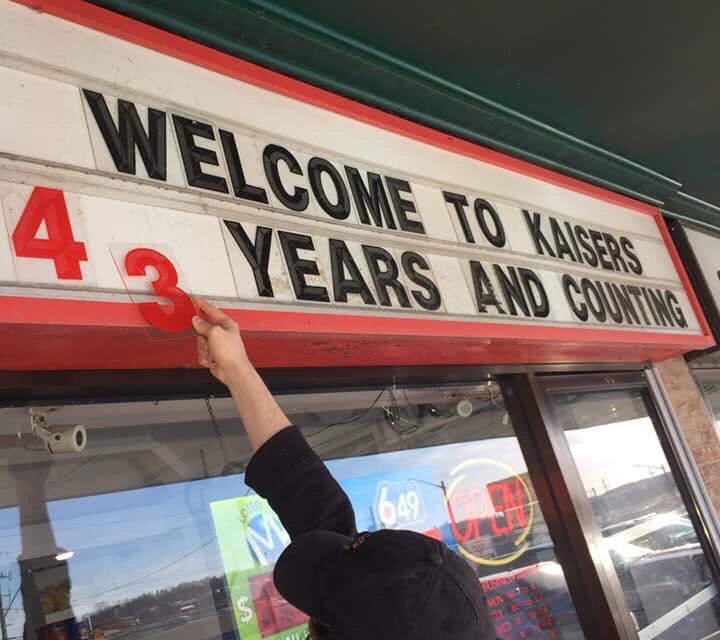 WELCOME TO KAISERS
43 YEARS AND COUNTING
649
OPEN
$